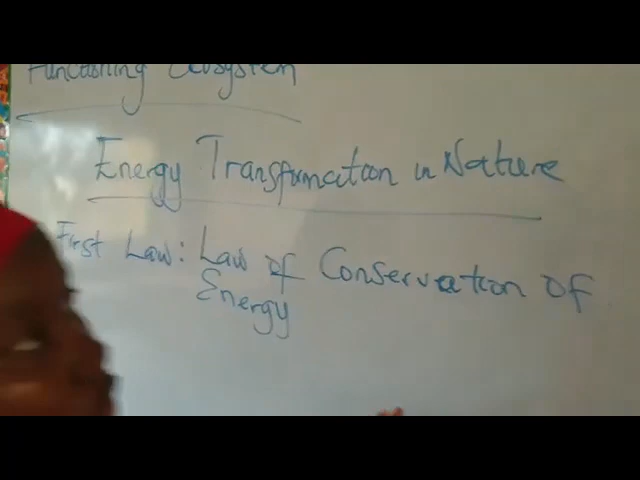 Functioning Ecosystem
Energy Transformation in Nature
First Law: Law of Conservation of
Energy